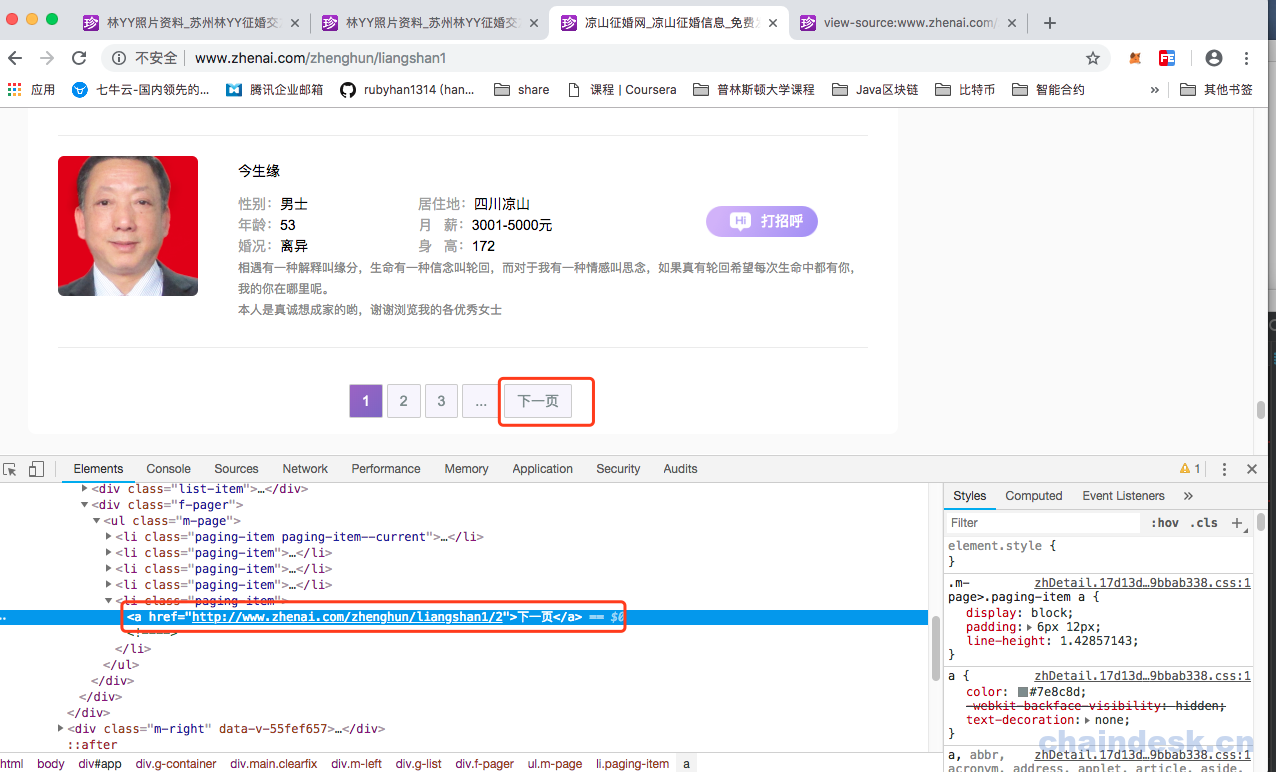 林YY照片资料_苏州林YY征婚交
林YY照片资料_苏州林YY征婚交
凉山征婚网_凉山征婚信息_免费
view-source:www.zhenai.com/
不安全 www.zhenai.com/zhenghun/liangshan1
应用 七牛云-国内领先的... 腾讯企业邮箱 rubyhan1314 (han... share 课程 | Coursera 普林斯顿大学课程 Java区块链 比特币 智能合约 » 其他书签
今生缘
性别： 男士 居住地： 四川凉山
年龄： 53 月 薪： 3001-5000元
婚况： 离异 身 高： 172
Hi 打招呼
相遇有一种解释叫缘分，生命有一种信念叫轮回，而对于我有一种情感叫思念，如果真有轮回希望每次生命中都有你，
我的你在哪里呢。
本人是真诚想成家的哟，谢谢浏览我的各优秀女士
1 2 3 ... 下一页
Elements Console Sources Network Performance Memory Application Security Audits 1
<div class="list-item">…</div>
<div class="f-pager">
<ul class="m-page">
<li class="paging-item paging-item--current">…</li>
<li class="paging-item">…</li>
<li class="paging-item">…</li>
<li class="paging-item">…</li>
<li class="paging-item">
<a href="http://www.zhenai.com/zhenghun/liangshan1/2">下一页</a> == $0
<!---->
</li>
</ul>
</div>
</div>
</div>
<div class="m-right" data-v-55fef657>…</div>
::after
html body div#app div.g-container div.main.clearfix div.m-left div.g-list div.f-pager ul.m-page li.paging-item a
Styles Computed Event Listeners »
Filter :hov .cls +
element.style {
}
.m- zhDetail.17d13d…9bbab338.css:1
page>.paging-item a {
display: block;
padding: 6px 12px;
line-height: 1.42857143;
}
a { zhDetail.17d13d…9bbab338.css:1
color: #7e8c8d;
-webkit-backface-visibility: hidden;
text-decoration: none;
}
a, abbr, zhDetail.17d13d…9bbab338.css:1
acronym, address, applet, article, aside,
chaindesk.cn